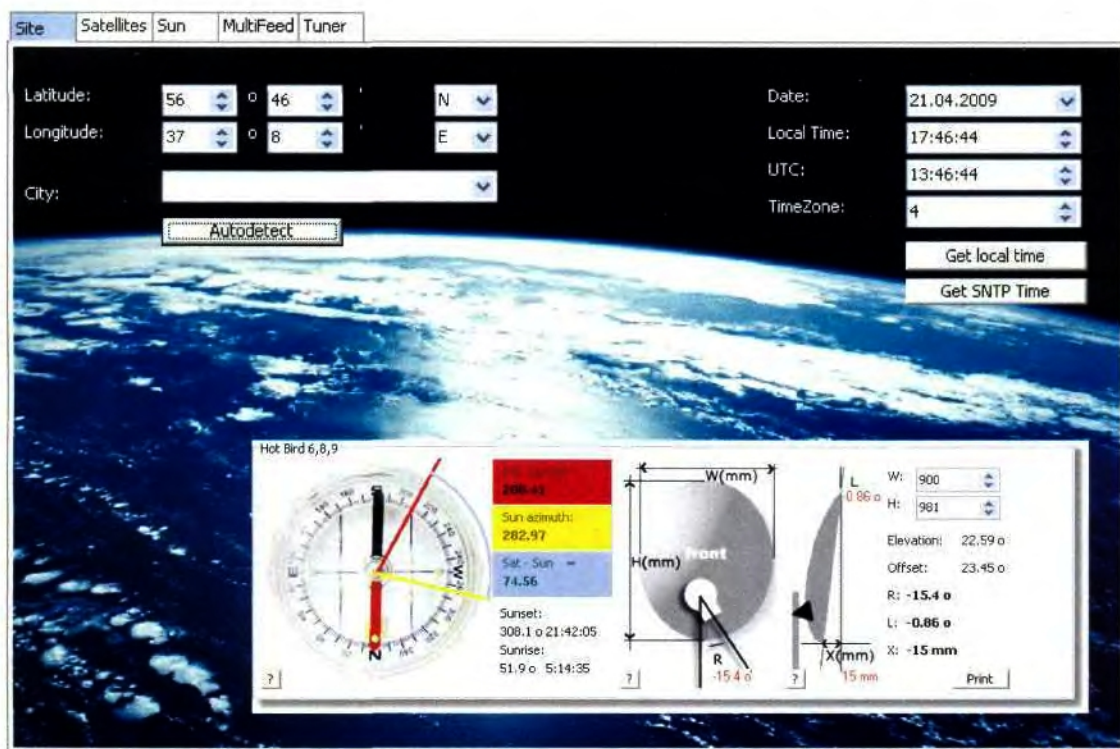 Site Satellites Sun MultiFeed Tuner
Latitude: 56 o 46 ' N
Longitude: 37 o 8 ' E
City:
Autodetect
Date: 21.04.2009
Local Time: 17:46:44
UTC: 13:46:44
TimeZone: 4
Get local time
Get SNTP Time
Hot Bird 6,8,9
Sun azimuth:
282.97
Sat - Sun =
74.56
Sunset:
308.1 o 21:42:05
Sunrise:
51.9 o 5:14:35
?
E
W
N
W(mm)
H(mm)
front
R
-15.4 o
?
L
0.86 o
X(mm)
15 mm
?
W: 900
H: 981
Elevation: 22.59 o
Offset: 23.45 o
R: -15.4 o
L: -0.86 o
X: -15 mm
Print